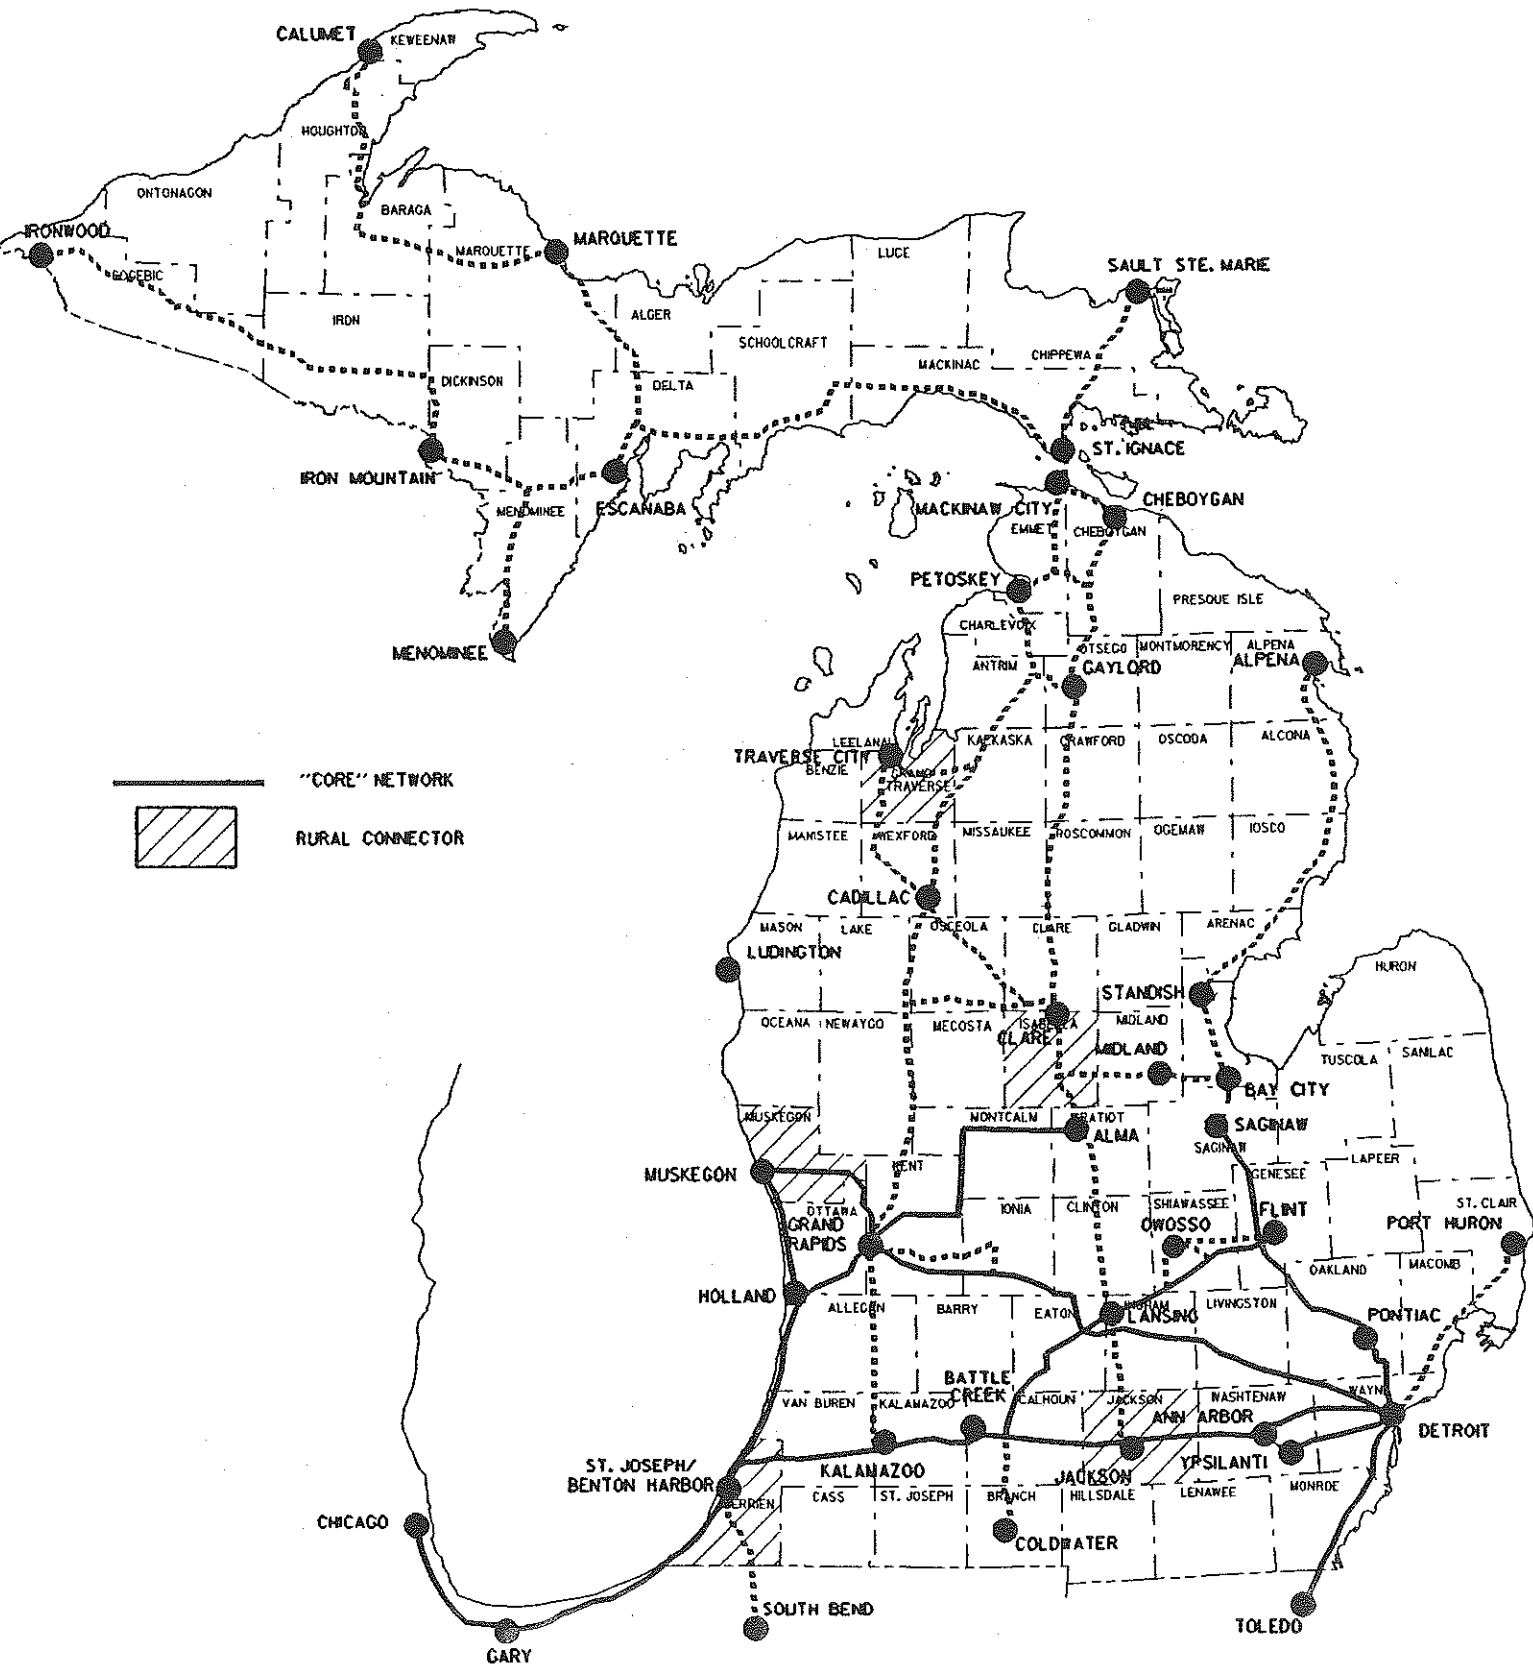 CALUMET
KEWEENAW
HOUGHTON
ONTONAGON
BARAGA
IRONWOOD
MARQUETTE
MARQUETTE
LUCE
SAULT STE. MARIE
GOGEBIC
IRON
ALGER
SCHOOLCRAFT
CHIPPEWA
MACKINAC
DICKINSON
DELTA
ST. IGNACE
IRON MOUNTAIN
ESCANABA
MENOMINEE
MACKINAW CITY
CHEBOYGAN
EMMET
CHEBOYGAN
PETOSKEY
PRESQUE ISLE
CHARLEVOIX
MENOMINEE
OTSEGO
MONTMORENCY
ALPENA
ANTRIM
GAYLORD
ALPENA
LEELANAU
KALKASKA
CRAWFORD
OSCODA
ALCONA
TRAVERSE CITY
BENZIE
GRAND
TRAVERSE
"CORE" NETWORK
RURAL CONNECTOR
MANISTEE
WEXFORD
MISSAUKEE
ROSCOMMON
OGEMAW
IOSCO
CADILLAC
MASON
LAKE
OSCEOLA
CLARE
GLADWIN
ARENAC
LUDINGTON
HURON
STANDISH
OCEANA
NEWAYGO
MECOSTA
ISABELLA
MIDLAND
CLARE
MIDLAND
TUSCOLA
SANILAC
BAY CITY
MUSKEGON
MONTCALM
GRATIOT
ALMA
SAGINAW
SAGINAW
LAPEER
MUSKEGON
KENT
GENESEE
OTTAWA
IONIA
CLINTON
SHIAWASSEE
ST. CLAIR
GRAND
RAPIDS
OWOSSO
FLINT
PORT HURON
OAKLAND
MACOMB
HOLLAND
ALLEGEN
BARRY
EATON
INGHAM
LANSING
LIVINGSTON
PONTIAC
BATTLE
CREEK
VAN BUREN
KALAMAZOO
CALHOUN
JACKSON
WASHTENAW
WAYNE
ANN ARBOR
DETROIT
ST. JOSEPH/
BENTON HARBOR
KALAMAZOO
JACKSON
YPSILANTI
BERRIEN
CASS
ST. JOSEPH
BRANCH
HILLSDALE
LENAWEE
MONROE
CHICAGO
COLDWATER
SOUTH BEND
TOLEDO
GARY